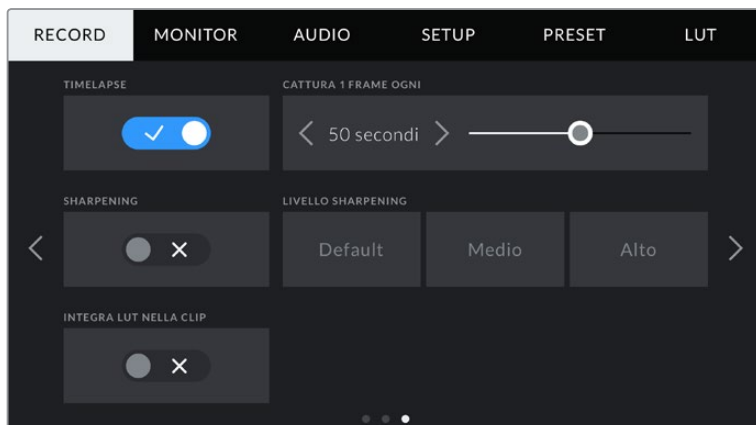 RECORD MONITOR AUDIO SETUP PRESET LUT
TIMELAPSE CATTURA 1 FRAME OGNI
50 secondi
SHARPENING LIVELLO SHARPENING
Default Medio Alto
INTEGRA LUT NELLA CLIP